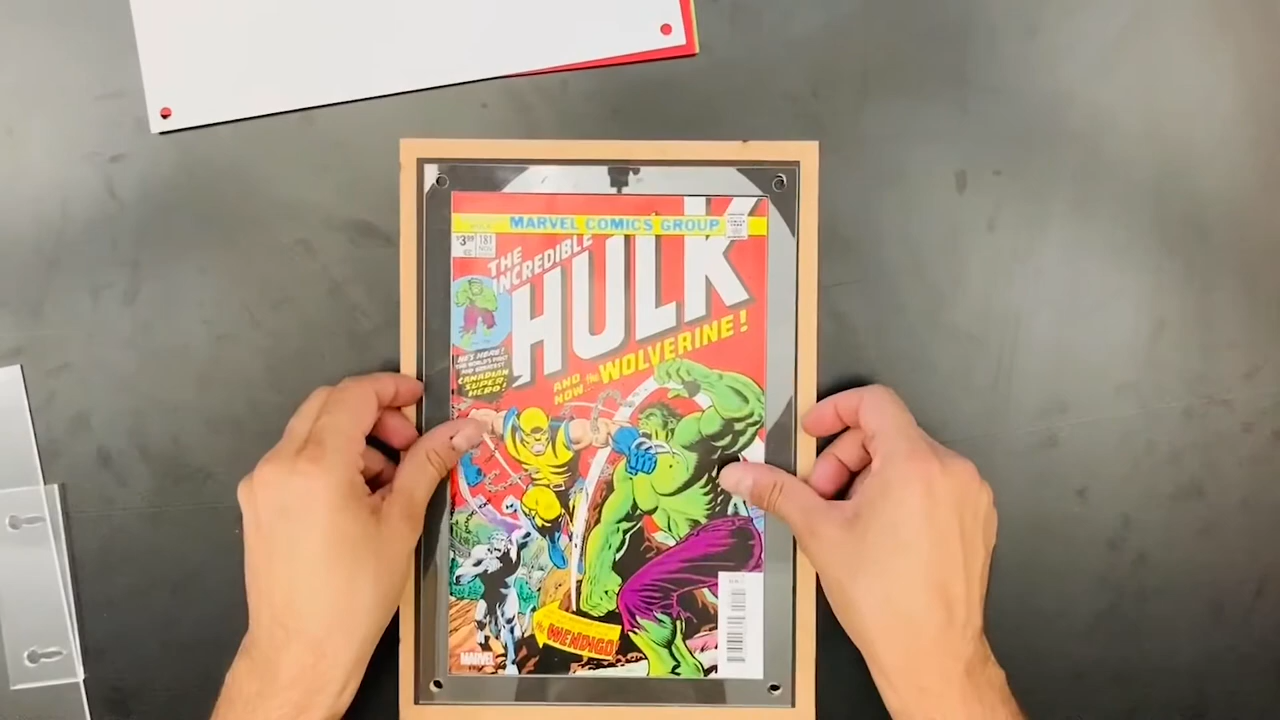 MARVEL COMICS GROUP
$3.99
181
NOV
THE
INCREDIBLE
HULK
AND
NOW...
the WOLVERINE!
HE'S HERE!
THE WORLD'S FIRST
AND GREATEST
CANADIAN
SUPER
HERO!
the WENDIGO!
MARVEL